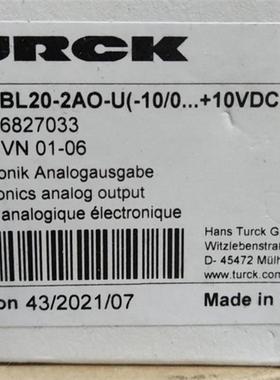 URCK
BL20-2AO-U(-10/0...+10VDC
6827033
VN 01-06
onik Analogausgabe
onics analog output
analogique électronique
Hans Turck G
Witzlebenstra
D- 45472 Mülh
www.turck.com
on 43/2021/07
Made in